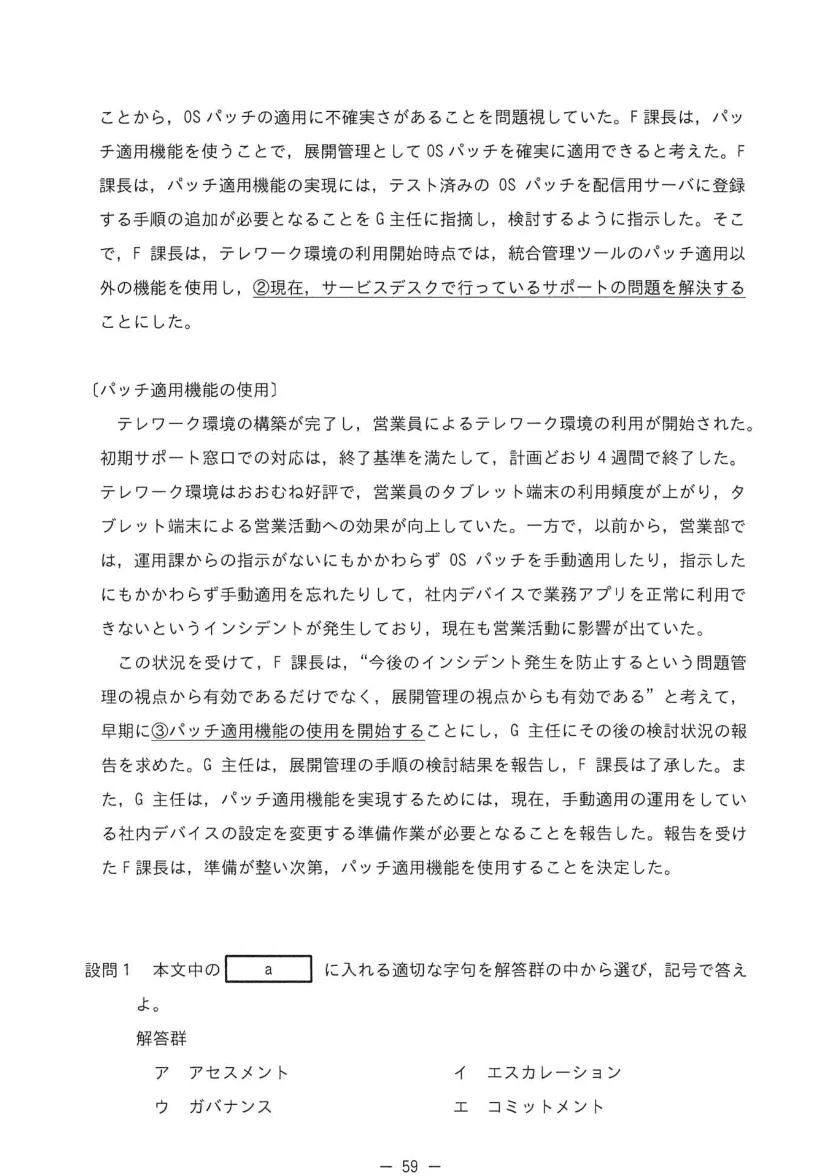 ことから，OS パッチの適用に不確実さがあることを問題視していた。F 課長は，パッ
チ適用機能を使うことで，展開管理として OS パッチを確実に適用できると考えた。F
課長は，パッチ適用機能の実現には，テスト済みの OS パッチを配信用サーバに登録
する手順の追加が必要となることを G 主任に指摘し，検討するように指示した。そこ
で，F 課長は，テレワーク環境の利用開始時点では，統合管理ツールのパッチ適用以
外の機能を使用し，②現在，サービスデスクで行っているサポートの問題を解決する
ことにした。
〔パッチ適用機能の使用〕
テレワーク環境の構築が完了し，営業員によるテレワーク環境の利用が開始された。
初期サポート窓口での対応は，終了基準を満たして，計画どおり 4 週間で終了した。
テレワーク環境はおおむね好評で，営業員のタブレット端末の利用頻度が上がり，タ
ブレット端末による営業活動への効果が向上していた。一方で，以前から，営業部で
は，運用課からの指示がないにもかかわらず OS パッチを手動適用したり，指示した
にもかかわらず手動適用を忘れたりして，社内デバイスで業務アプリを正常に利用で
きないというインシデントが発生しており，現在も営業活動に影響が出ていた。
この状況を受けて，F 課長は，“今後のインシデント発生を防止するという問題管
理の視点から有効であるだけでなく，展開管理の視点からも有効である” と考えて，
早期に③パッチ適用機能の使用を開始することにし，G 主任にその後の検討状況の報
告を求めた。G 主任は，展開管理の手順の検討結果を報告し，F 課長は了承した。ま
た，G 主任は，パッチ適用機能を実現するためには，現在，手動適用の運用をしてい
る社内デバイスの設定を変更する準備作業が必要となることを報告した。報告を受け
た F 課長は，準備が整い次第，パッチ適用機能を使用することを決定した。
設問 1 本文中の a に入れる適切な字句を解答群の中から選び，記号で答え
よ。
解答群
ア アセスメント イ エスカレーション
ウ ガバナンス エ コミットメント
― 59 ―